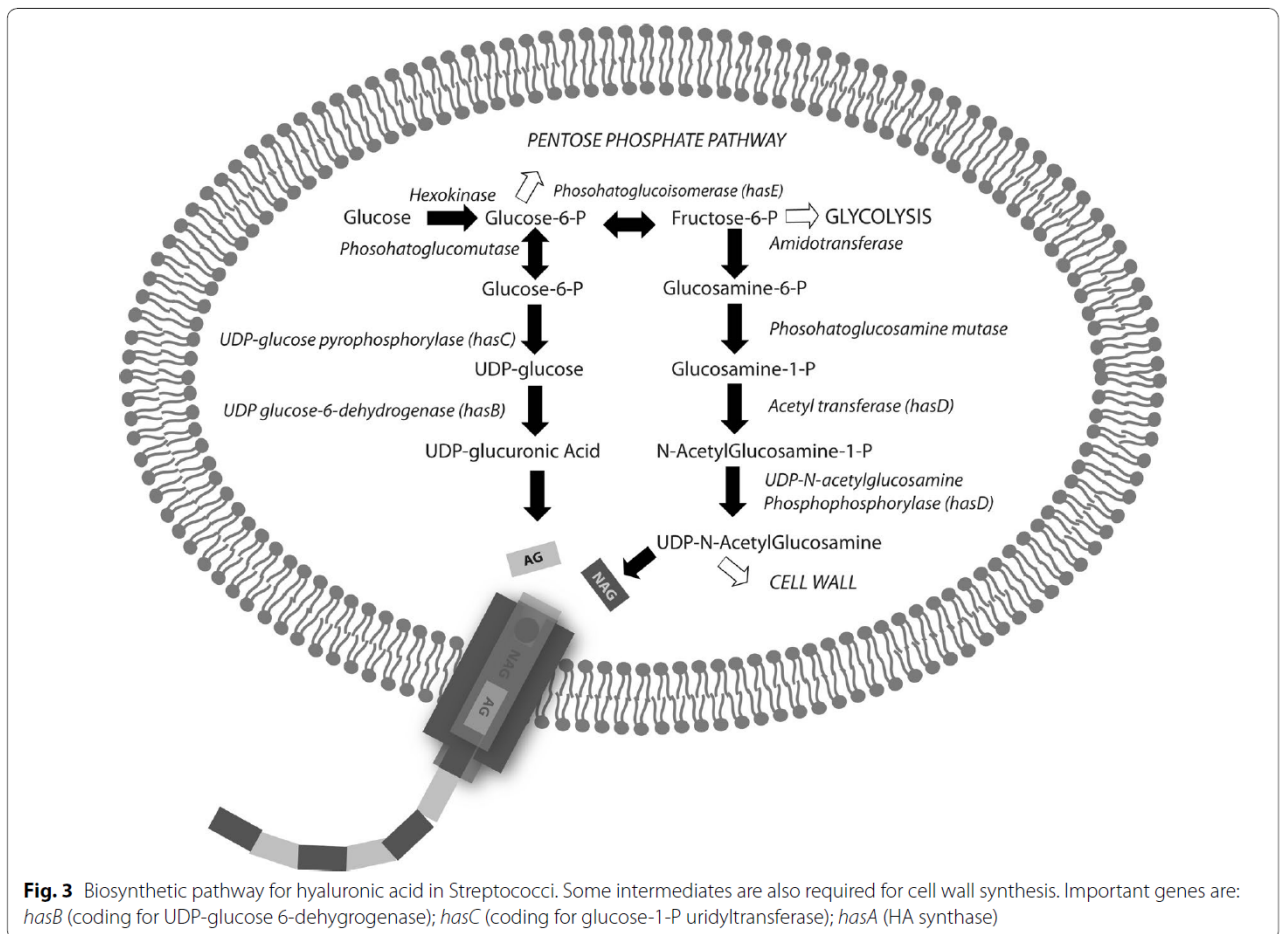 PENTOSE PHOSPHATE PATHWAY
Hexokinase
Phosohatoglucoisomerase (hasE)
Glucose
Glucose-6-P
Fructose-6-P
GLYCOLYSIS
Phosohatoglucomutase
Amidotransferase
Glucose-6-P
Glucosamine-6-P
UDP-glucose pyrophosphorylase (hasC)
Phosohatoglucosamine mutase
UDP-glucose
Glucosamine-1-P
UDP glucose-6-dehydrogenase (hasB)
Acetyl transferase (hasD)
UDP-glucuronic Acid
N-AcetylGlucosamine-1-P
UDP-N-acetylglucosamine
Phosphophosphorylase (hasD)
UDP-N-AcetylGlucosamine
AG
NAG
CELL WALL
NAG
AG
Fig. 3 Biosynthetic pathway for hyaluronic acid in Streptococci. Some intermediates are also required for cell wall synthesis. Important genes are:
hasB (coding for UDP-glucose 6-dehygrogenase); hasC (coding for glucose-1-P uridyltransferase); hasA (HA synthase)